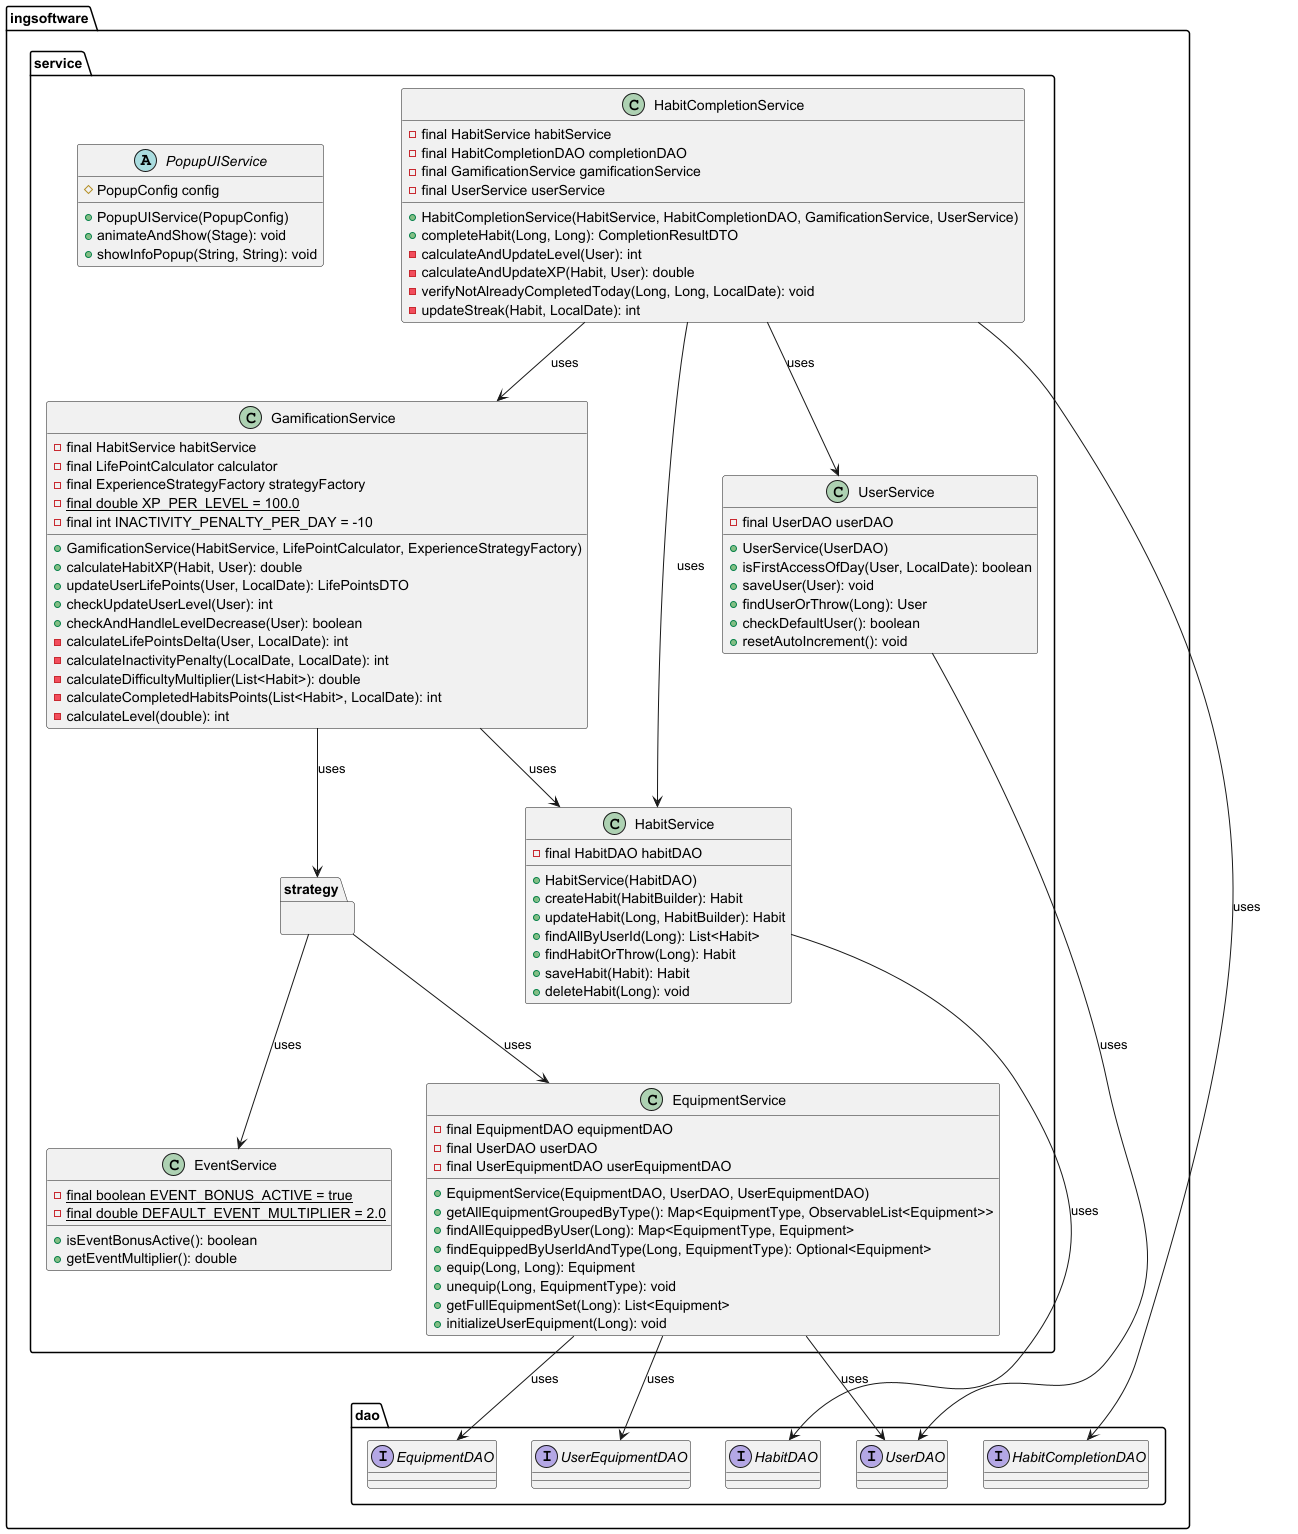 ingsoftware
service
C HabitCompletionService
final HabitService habitService
final HabitCompletionDAO completionDAO
final GamificationService gamificationService
final UserService userService
HabitCompletionService(HabitService, HabitCompletionDAO, GamificationService, UserService)
completeHabit(Long, Long): CompletionResultDTO
calculateAndUpdateLevel(User): int
calculateAndUpdateXP(Habit, User): double
verifyNotAlreadyCompletedToday(Long, Long, LocalDate): void
updateStreak(Habit, LocalDate): int
A PopupUIService
PopupConfig config
PopupUIService(PopupConfig)
animateAndShow(Stage): void
showInfoPopup(String, String): void
uses
uses
uses
uses
C GamificationService
final HabitService habitService
final LifePointCalculator calculator
final ExperienceStrategyFactory strategyFactory
final double XP_PER_LEVEL = 100.0
final int INACTIVITY_PENALTY_PER_DAY = -10
GamificationService(HabitService, LifePointCalculator, ExperienceStrategyFactory)
calculateHabitXP(Habit, User): double
updateUserLifePoints(User, LocalDate): LifePointsDTO
checkUpdateUserLevel(User): int
checkAndHandleLevelDecrease(User): boolean
calculateLifePointsDelta(User, LocalDate): int
calculateInactivityPenalty(LocalDate, LocalDate): int
calculateDifficultyMultiplier(List<Habit>): double
calculateCompletedHabitsPoints(List<Habit>, LocalDate): int
calculateLevel(double): int
C UserService
final UserDAO userDAO
UserService(UserDAO)
isFirstAccessOfDay(User, LocalDate): boolean
saveUser(User): void
findUserOrThrow(Long): User
checkDefaultUser(): boolean
resetAutoIncrement(): void
uses
uses
C HabitService
final HabitDAO habitDAO
HabitService(HabitDAO)
createHabit(HabitBuilder): Habit
updateHabit(Long, HabitBuilder): Habit
findAllByUserId(Long): List<Habit>
findHabitOrThrow(Long): Habit
saveHabit(Habit): Habit
deleteHabit(Long): void
strategy
uses
uses
uses
C EventService
final boolean EVENT_BONUS_ACTIVE = true
final double DEFAULT_EVENT_MULTIPLIER = 2.0
isEventBonusActive(): boolean
getEventMultiplier(): double
C EquipmentService
final EquipmentDAO equipmentDAO
final UserDAO userDAO
final UserEquipmentDAO userEquipmentDAO
EquipmentService(EquipmentDAO, UserDAO, UserEquipmentDAO)
getAllEquipmentGroupedByType(): Map<EquipmentType, ObservableList<Equipment>>
findAllEquippedByUser(Long): Map<EquipmentType, Equipment>
findEquippedByUserIdAndType(Long, EquipmentType): Optional<Equipment>
equip(Long, Long): Equipment
unequip(Long, EquipmentType): void
getFullEquipmentSet(Long): List<Equipment>
initializeUserEquipment(Long): void
uses
uses
uses
uses
dao
I EquipmentDAO
I UserEquipmentDAO
I HabitDAO
I UserDAO
I HabitCompletionDAO